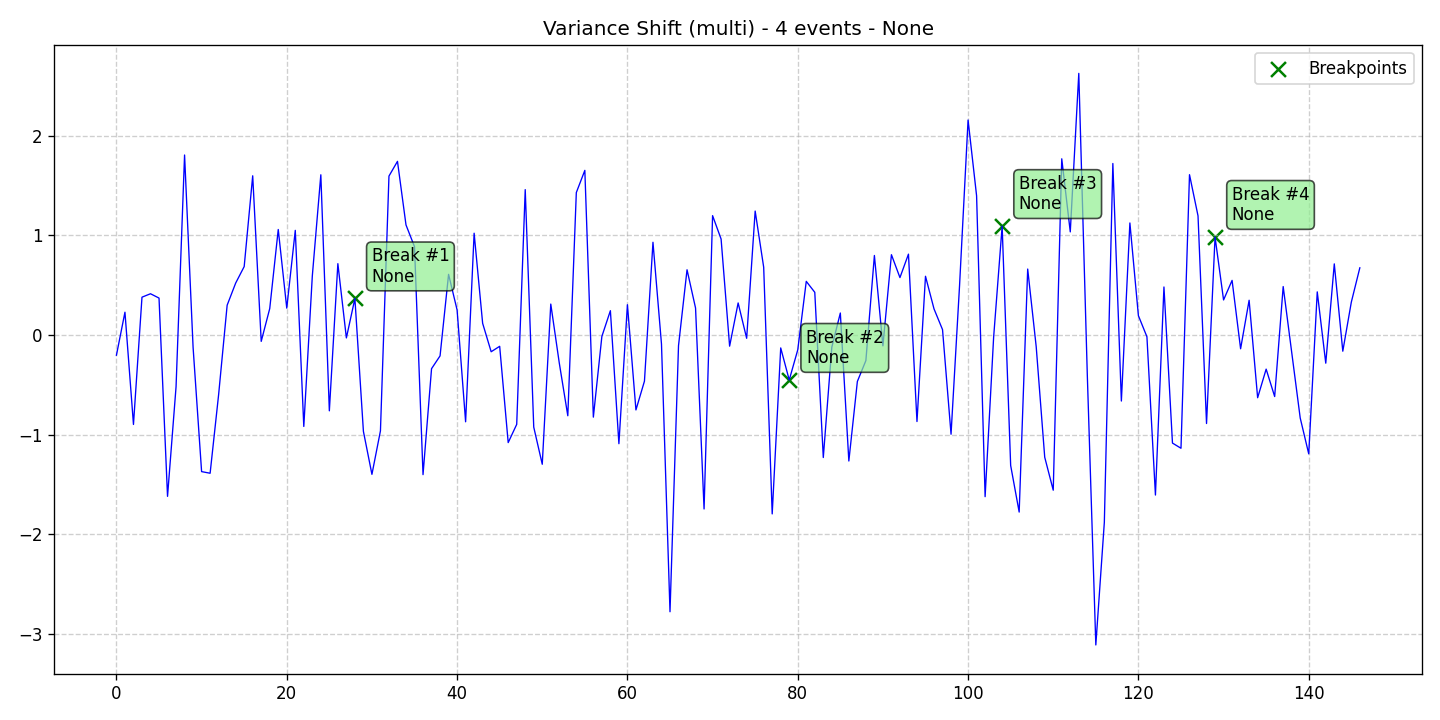 Variance Shift (multi) - 4 events - None
Breakpoints
2
1
0
−1
−2
−3
Break #1
None
Break #2
None
Break #3
None
Break #4
None
0
20
40
60
80
100
120
140